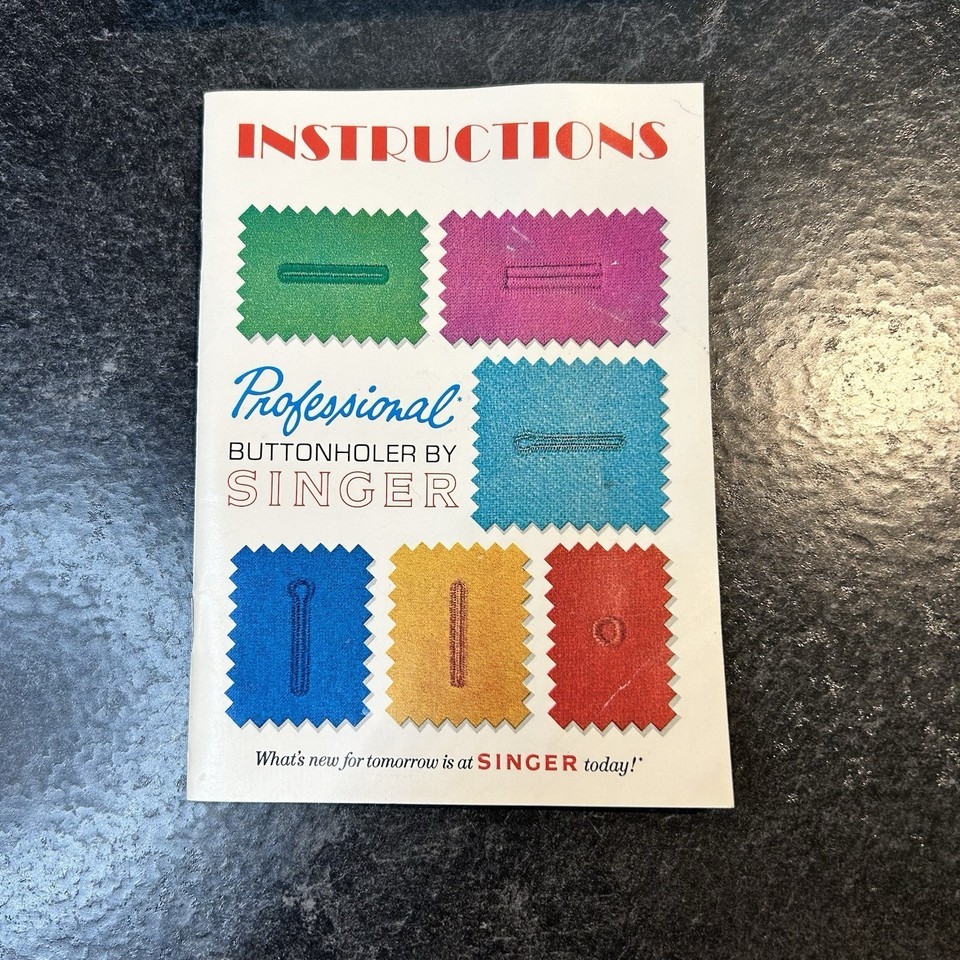 INSTRUCTIONS
Professional*
BUTTONHOLER BY
SINGER
What's new for tomorrow is at SINGER today!*